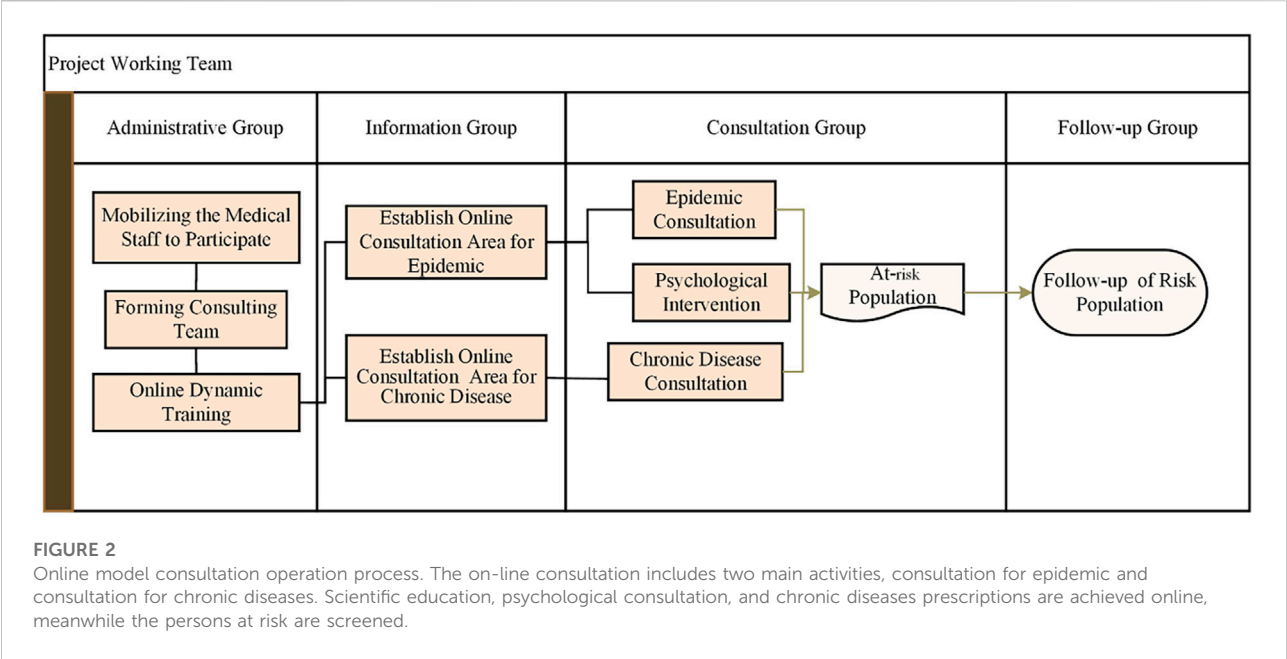 Project Working Team
Administrative Group
Information Group
Consultation Group
Follow-up Group
Mobilizing the Medical
Staff to Participate
Forming Consulting
Team
Online Dynamic
Training
Establish Online
Consultation Area for
Epidemic
Establish Online
Consultation Area for
Chronic Disease
Epidemic
Consultation
Psychological
Intervention
Chronic Disease
Consultation
At-risk
Population
Follow-up of Risk
Population
FIGURE 2
Online model consultation operation process. The on-line consultation includes two main activities, consultation for epidemic and
consultation for chronic diseases. Scientific education, psychological consultation, and chronic diseases prescriptions are achieved online,
meanwhile the persons at risk are screened.